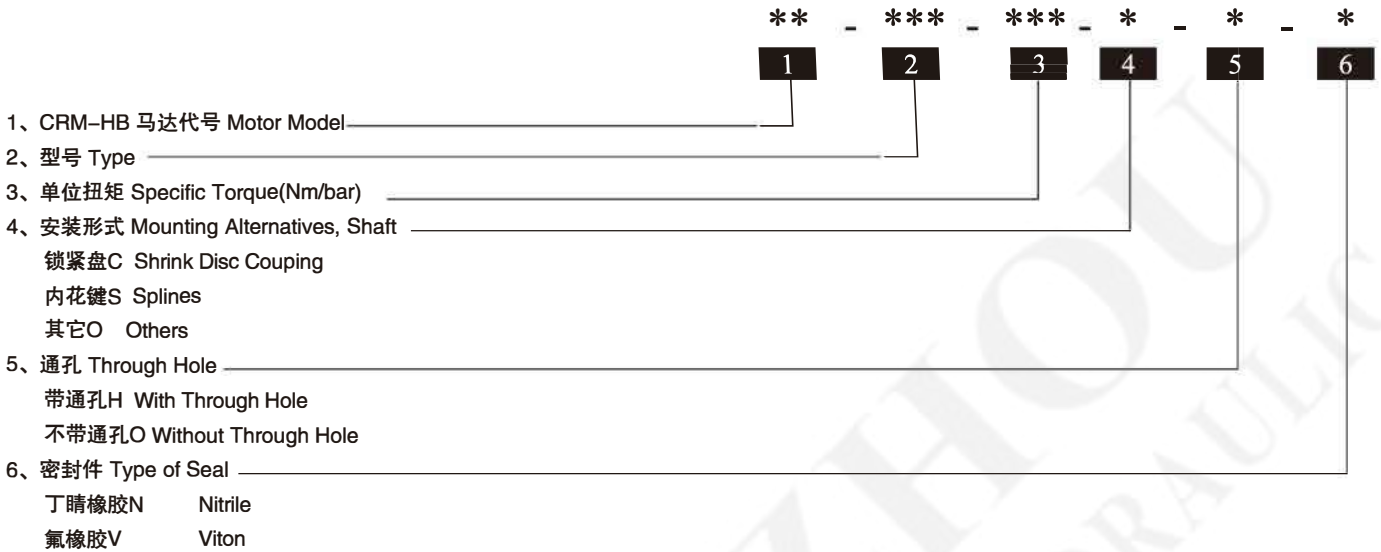 ** - *** - *** - * - * - *
1 2 3 4 5 6
1、CRM-HB 马达代号 Motor Model
2、型号 Type
3、单位扭矩 Specific Torque(Nm/bar)
4、安装形式 Mounting Alternatives, Shaft
锁紧盘C Shrink Disc Couping
内花键S Splines
其它O Others
5、通孔 Through Hole
带通孔H With Through Hole
不带通孔O Without Through Hole
6、密封件 Type of Seal
丁睛橡胶N Nitrile
氟橡胶V Viton
ZHOU
DRAULIC